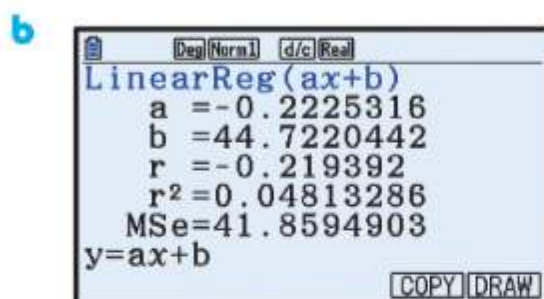 b
Deg Norm1 d/c Real
LinearReg(ax+b)
a =-0.2225316
b =44.7220442
r =-0.219392
r²=0.04813286
MSe=41.8594903
y=ax+b
COPY DRAW